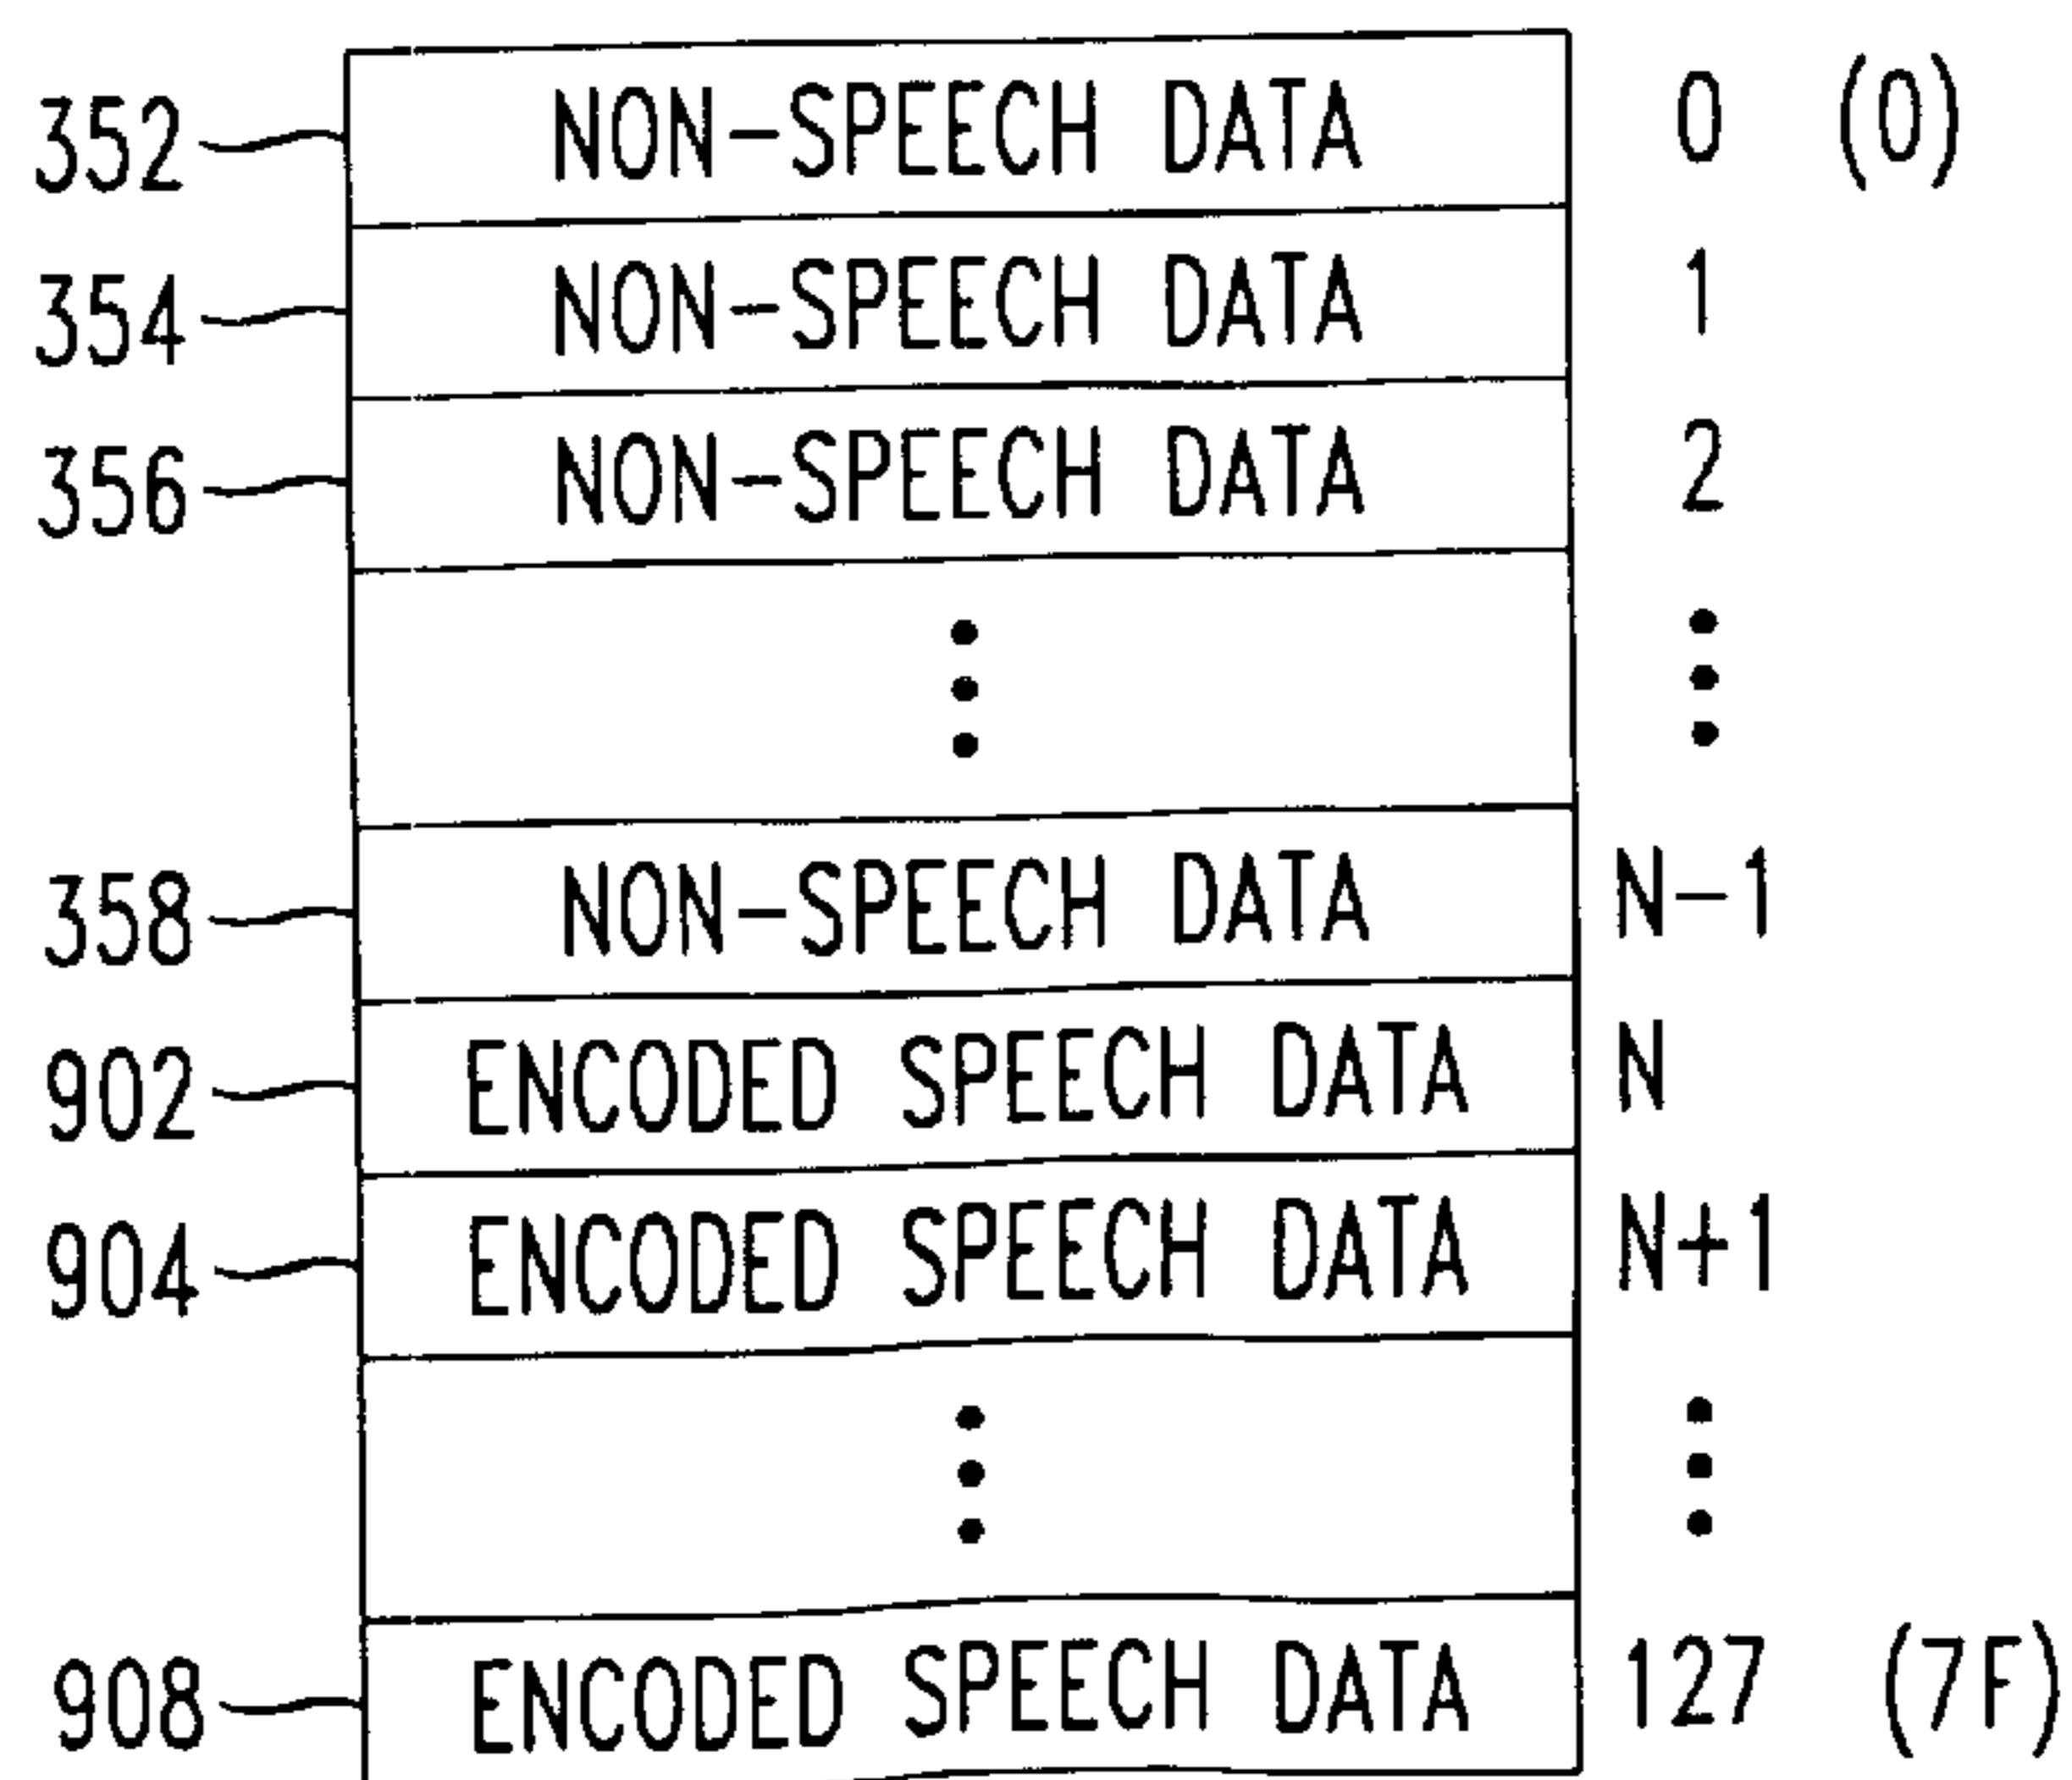 352 NON-SPEECH DATA 0 (0)
354 NON-SPEECH DATA 1
356 NON-SPEECH DATA 2
358 NON-SPEECH DATA N-1
902 ENCODED SPEECH DATA N
904 ENCODED SPEECH DATA N+1
908 ENCODED SPEECH DATA 127 (7F)